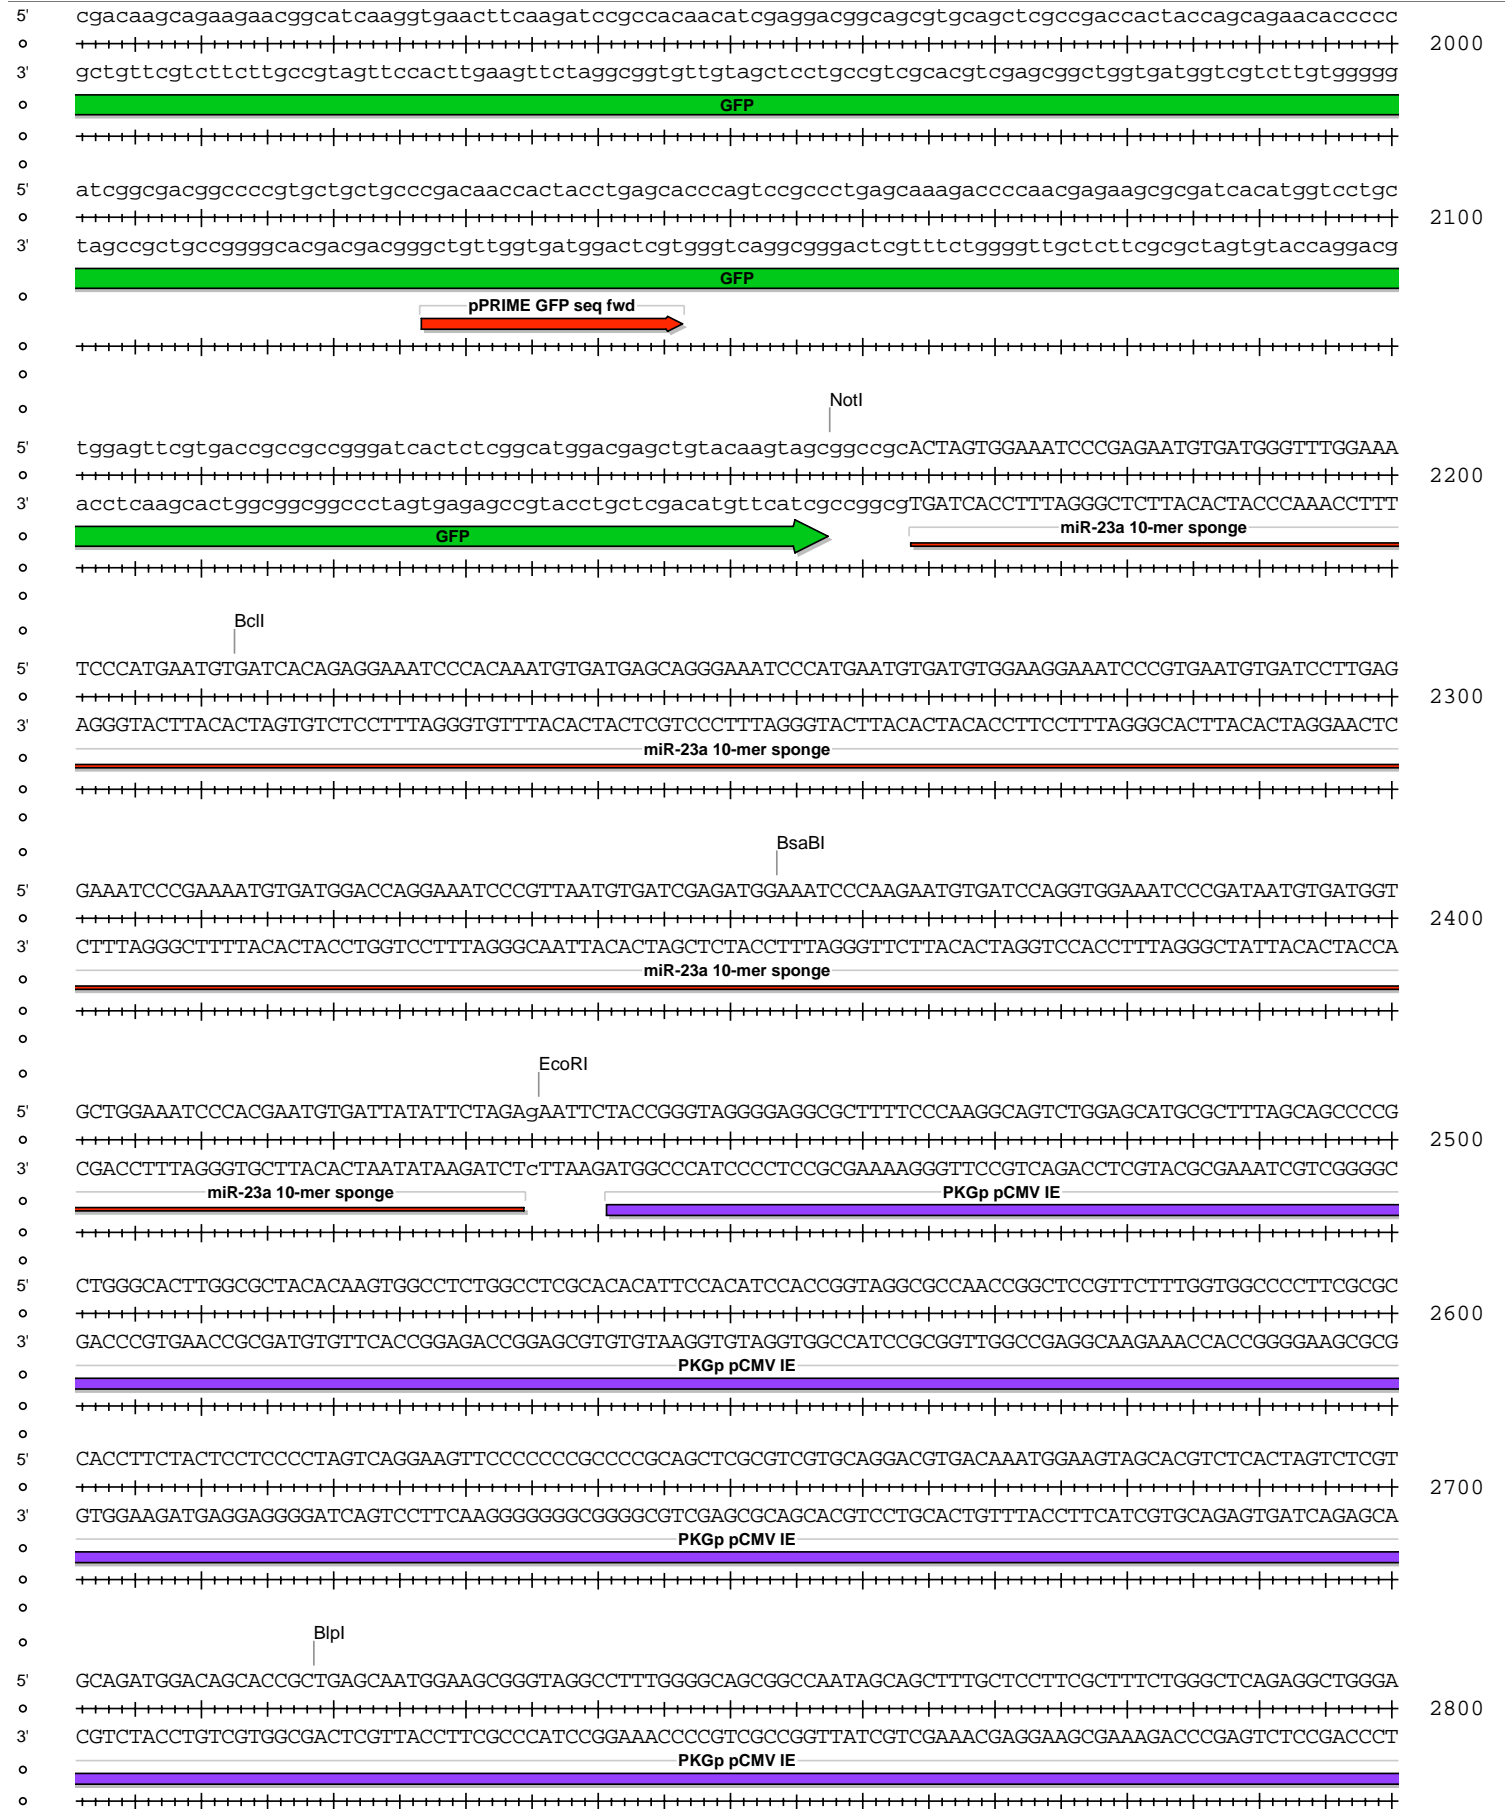 5' cgacaagcagaagaacggcatcaaggtgaacttcaagatccgccacaacatcgaggacggcagcgtgcagctcgccgaccactaccagcagaacaccccc
2000
3' gctgttcgtcttcttgccgtagttccacttgaagttctaggcggtgttgtagctcctgccgtcgcacgtcgagcggctggtgatggtcgtcttgtggggg
GFP
5' atcggcgacggccccgtgctgctgcccgacaaccactacctgagcacccagtccgccctgagcaaagaccccaacgagaagcgcgatcacatggtcctgc
2100
3' tagccgctgccggggcacgacgacgggctgttggtgatggactcgtgggtcaggcgggactcgtttctggggttgctcttcgcgctagtgtaccaggacg
GFP
pPRIME GFP seq fwd
NotI
5' tggagttcgtgaccgccgccgggatcactctcggcatggacgagctgtacaagtagcggccgcACTAGTGGAAATCCCGAGAATGTGATGGGTTTGGAAA
2200
3' acctcaagcactggcggcggccctagtgagagccgtacctgctcgacatgttcatcgccggcgTGATCACCTTTAGGGCTCTTACACTACCCAAACCTTT
GFP
miR-23a 10-mer sponge
BclI
5' TCCCATGAATGTGATCACAGAGGAAATCCCACAAATGTGATGAGCAGGGAAATCCCATGAATGTGATGTGGAAGGAAATCCCGTGAATGTGATCCTTGAG
2300
3' AGGGTACTTACACTAGTGTCTCCTTTAGGGTGTTTACACTACTCGTCCCTTTAGGGTACTTACACTACACCTTCCTTTAGGGCACTTACACTAGGAACTC
miR-23a 10-mer sponge
BsaBI
5' GAAATCCCGAAAATGTGATGGACCAGGAAATCCCGTTAATGTGATCGAGATGGAAATCCCAAGAATGTGATCCAGGTGGAAATCCCGATAATGTGATGGT
2400
3' CTTTAGGGCTTTTACACTACCTGGTCCTTTAGGGCAATTACACTAGCTCTACCTTTAGGGTTCTTACACTAGGTCCACCTTTAGGGCTATTACACTACCA
miR-23a 10-mer sponge
EcoRI
5' GCTGGAAATCCCACGAATGTGATTATATTCTAGAgAATTCTACCGGGTAGGGGAGGCGCTTTTCCCAAGGCAGTCTGGAGCATGCGCTTTAGCAGCCCCG
2500
3' CGACCTTTAGGGTGCTTACACTAATATAAGATCTcTTAAGATGGCCCATCCCCTCCGCGAAAAGGGTTCCGTCAGACCTCGTACGCGAAATCGTCGGGGC
miR-23a 10-mer sponge
PKGp pCMV IE
5' CTGGGCACTTGGCGCTACACAAGTGGCCTCTGGCCTCGCACACATTCCACATCCACCGGTAGGCGCCAACCGGCTCCGTTCTTTGGTGGCCCCTTCGCGC
2600
3' GACCCGTGAACCGCGATGTGTTCACCGGAGACCGGAGCGTGTGTAAGGTGTAGGTGGCCATCCGCGGTTGGCCGAGGCAAGAAACCACCGGGGAAGCGCG
PKGp pCMV IE
5' CACCTTCTACTCCTCCCCTAGTCAGGAAGTTCCCCCCCGCCCCGCAGCTCGCGTCGTGCAGGACGTGACAAATGGAAGTAGCACGTCTCACTAGTCTCGT
2700
3' GTGGAAGATGAGGAGGGGATCAGTCCTTCAAGGGGGGGCGGGGCGTCGAGCGCAGCACGTCCTGCACTGTTTACCTTCATCGTGCAGAGTGATCAGAGCA
PKGp pCMV IE
BlpI
5' GCAGATGGACAGCACCGCTGAGCAATGGAAGCGGGTAGGCCTTTGGGGCAGCGGCCAATAGCAGCTTTGCTCCTTCGCTTTCTGGGCTCAGAGGCTGGGA
2800
3' CGTCTACCTGTCGTGGCGACTCGTTACCTTCGCCCATCCGGAAACCCCGTCGCCGGTTATCGTCGAAACGAGGAAGCGAAAGACCCGAGTCTCCGACCCT
PKGp pCMV IE